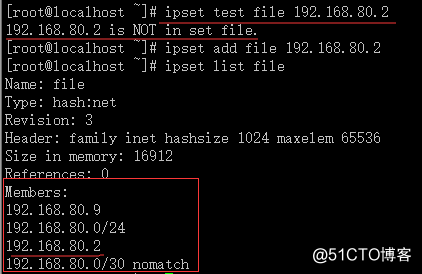 [root@localhost ~]# ipset test file 192.168.80.2
192.168.80.2 is NOT in set file.
[root@localhost ~]# ipset add file 192.168.80.2
[root@localhost ~]# ipset list file
Name: file
Type: hash:net
Revision: 3
Header: family inet hashsize 1024 maxelem 65536
Size in memory: 16912
References: 0
Members:
192.168.80.9
192.168.80.0/24
192.168.80.2
192.168.80.0/30 nomatch
@51CTO博客